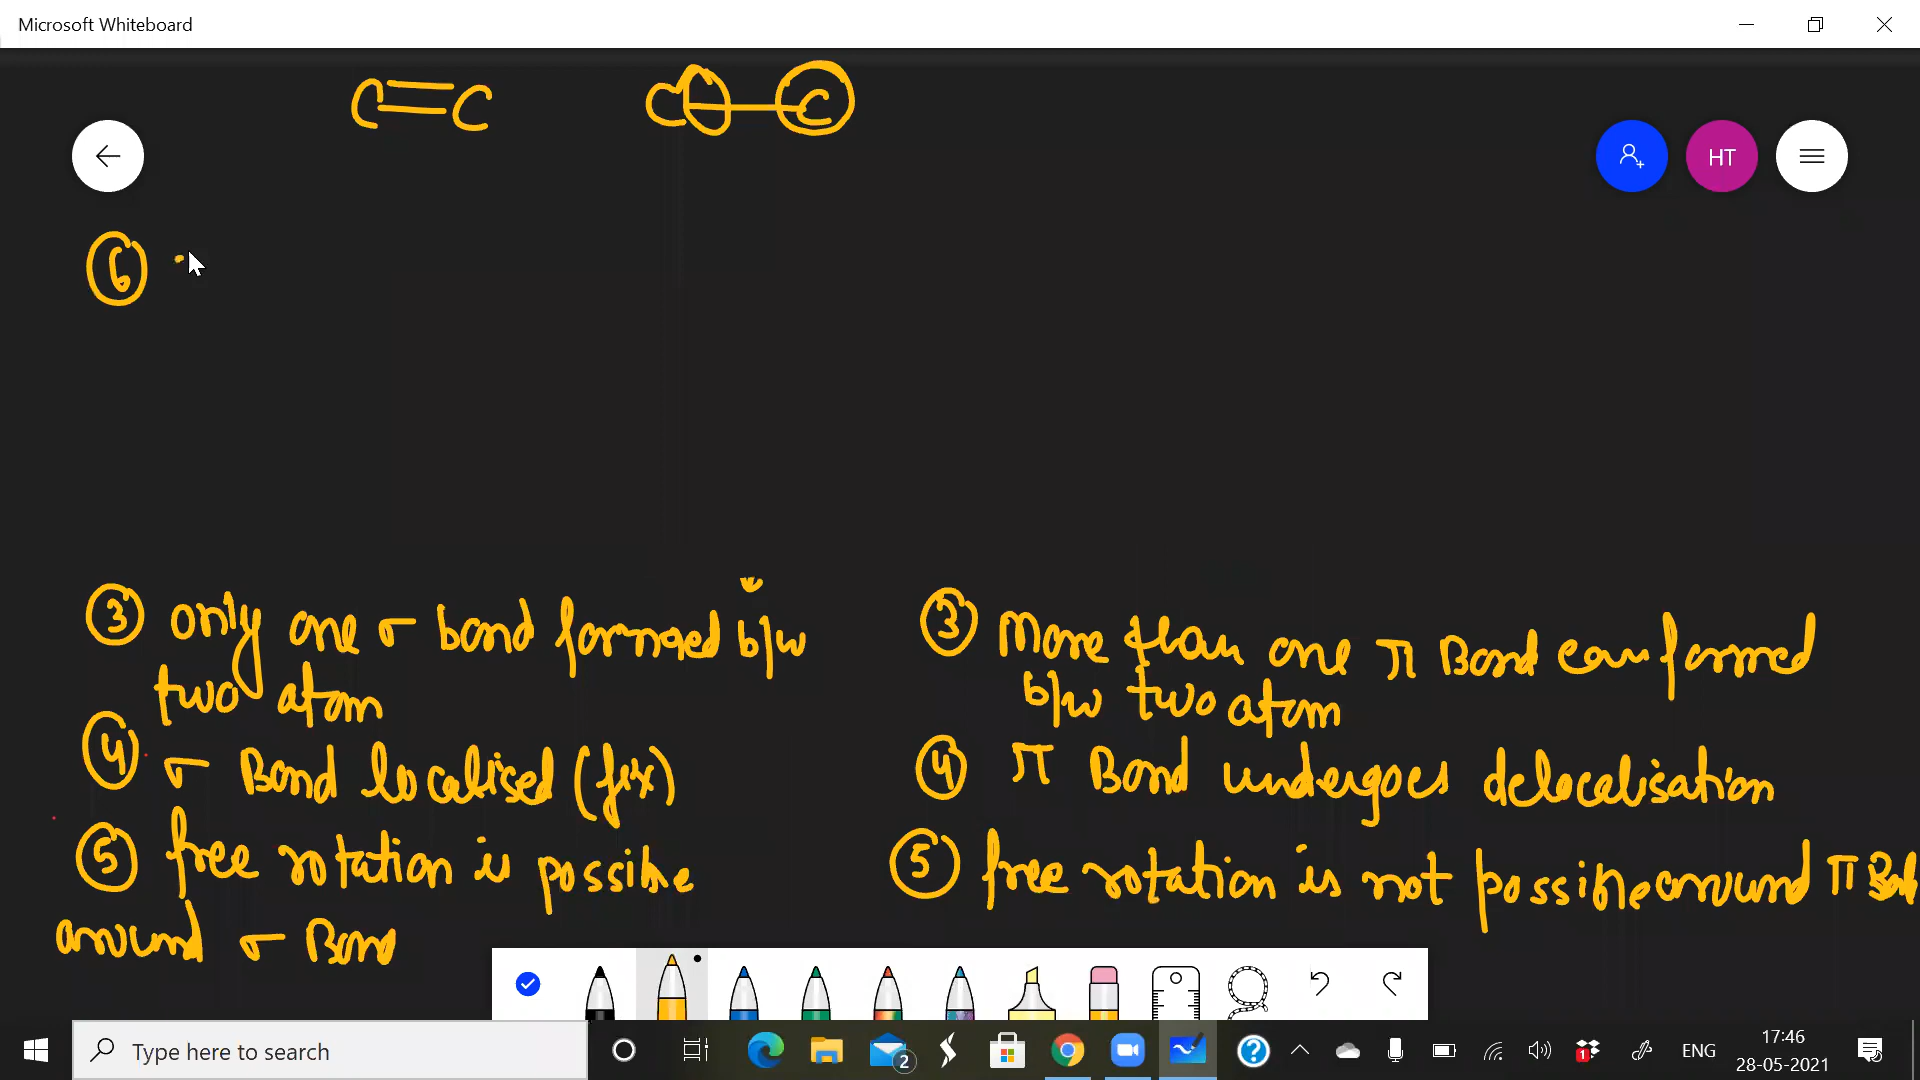 Microsoft Whiteboard
C=C C—C
HT
6
3 only one σ bond formed b/w
two atom
4 σ Bond localised (fix)
5 free rotation is possible
around σ Bond
3 More than one π Bond can formed
b/w two atom
4 π Bond undergoes delocalisation
5 free rotation is not possible around π Bond
Type here to search
2
1
ENG
17:46
28-05-2021